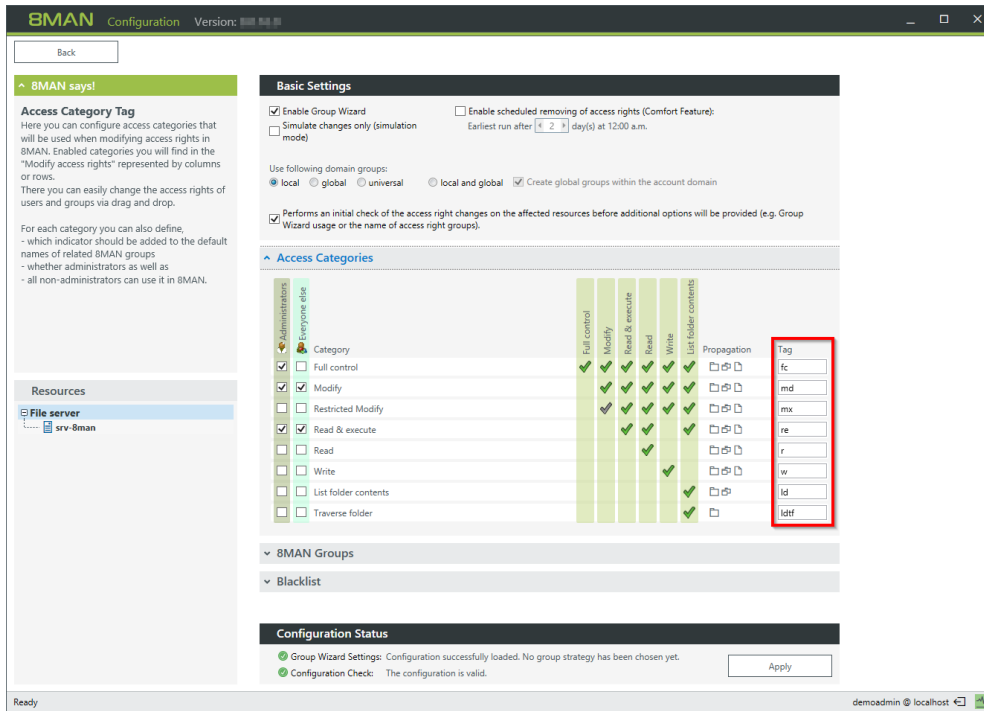 8MAN Configuration Version:
Back
8MAN says!
Access Category Tag
Here you can configure access categories that
will be used when modifying access rights in
8MAN. Enabled categories you will find in the
"Modify access rights" represented by columns
or rows.
There you can easily change the access rights of
users and groups via drag and drop.
For each category you can also define,
- which indicator should be added to the default
names of related 8MAN groups
- whether administrators as well as
- all non-administrators can use it in 8MAN.
Resources
File server
srv-8man
Basic Settings
Enable Group Wizard
Enable scheduled removing of access rights (Comfort Feature):
Simulate changes only (simulation
mode)
Earliest run after 2 day(s) at 12:00 a.m.
Use following domain groups:
local global universal local and global Create global groups within the account domain
Performs an initial check of the access right changes on the affected resources before additional options will be provided (e.g. Group
Wizard usage or the name of access right groups).
Access Categories
Administrators
Everyone else
Category
Full control
Modify
Read & execute
Read
Write
List folder contents
Propagation
Tag
Full control fc
Modify md
Restricted Modify mx
Read & execute re
Read r
Write w
List folder contents ld
Traverse folder ldtf
8MAN Groups
Blacklist
Configuration Status
Group Wizard Settings: Configuration successfully loaded. No group strategy has been chosen yet.
Configuration Check: The configuration is valid.
Apply
Ready
demoadmin @ localhost